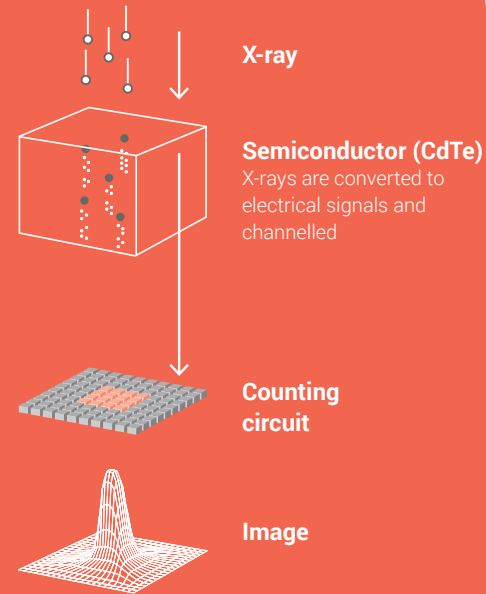 X-ray
Semiconductor (CdTe)
X-rays are converted to
electrical signals and
channelled
Counting
circuit
Image